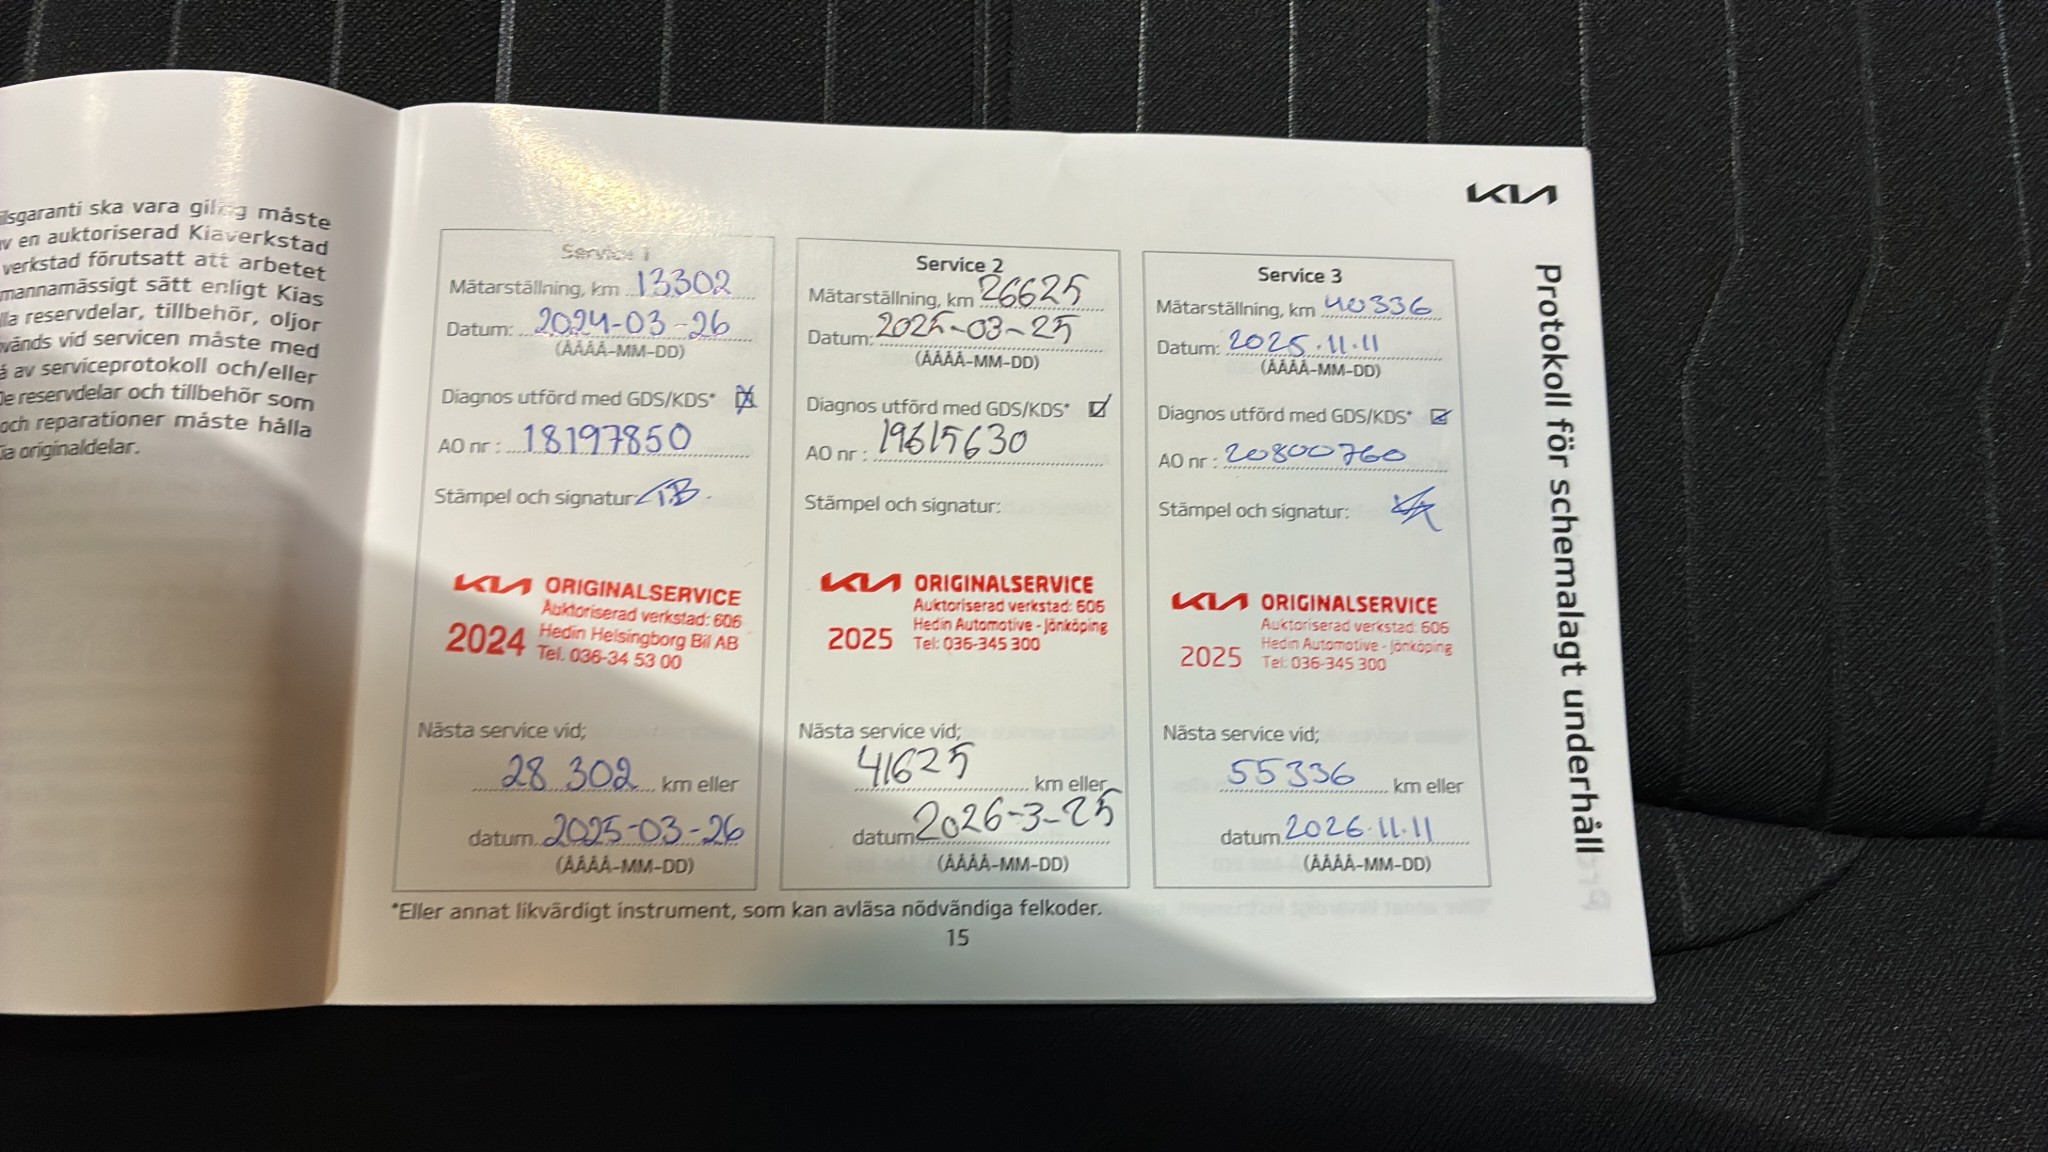 ilsgaranti ska vara giltig måste
v en auktoriserad Kiaverkstad
verkstad förutsatt att arbetet
mannamässigt sätt enligt Kias
lla reservdelar, tillbehör, oljor
nvänds vid servicen måste med
å av serviceprotokoll och/eller
De reservdelar och tillbehör som
och reparationer måste hålla
ia originaldelar.
KIA
Protokoll för schemalagt underhåll
Service 1
Mätarställning, km 13302
Datum: 2024-03-26
(ÅÅÅÅ-MM-DD)
Diagnos utförd med GDS/KDS*
AO nr: 18197850
Stämpel och signatur: TB
KIA ORIGINALSERVICE
Auktoriserad verkstad: 606
2024 Hedin Helsingborg Bil AB
Tel. 036-34 53 00
Nästa service vid;
28 302 km eller
datum 2025-03-26
(ÅÅÅÅ-MM-DD)
Service 2
Mätarställning, km 26625
Datum: 2025-03-25
(ÅÅÅÅ-MM-DD)
Diagnos utförd med GDS/KDS*
AO nr: 19615630
Stämpel och signatur:
KIA ORIGINALSERVICE
Auktoriserad verkstad: 606
Hedin Automotive - Jönköping
2025 Tel: 036-345 300
Nästa service vid;
41625
km eller
datum 2026-3-25
(ÅÅÅÅ-MM-DD)
Service 3
Mätarställning, km 40336
Datum: 2025.11.11
(ÅÅÅÅ-MM-DD)
Diagnos utförd med GDS/KDS*
AO nr: 20800760
Stämpel och signatur:
KIA ORIGINALSERVICE
Auktoriserad verkstad: 606
Hedin Automotive - Jönköping
2025 Tel: 036-345 300
Nästa service vid;
55336 km eller
datum 2026.11.11
(ÅÅÅÅ-MM-DD)
*Eller annat likvärdigt instrument, som kan avläsa nödvändiga felkoder.
15